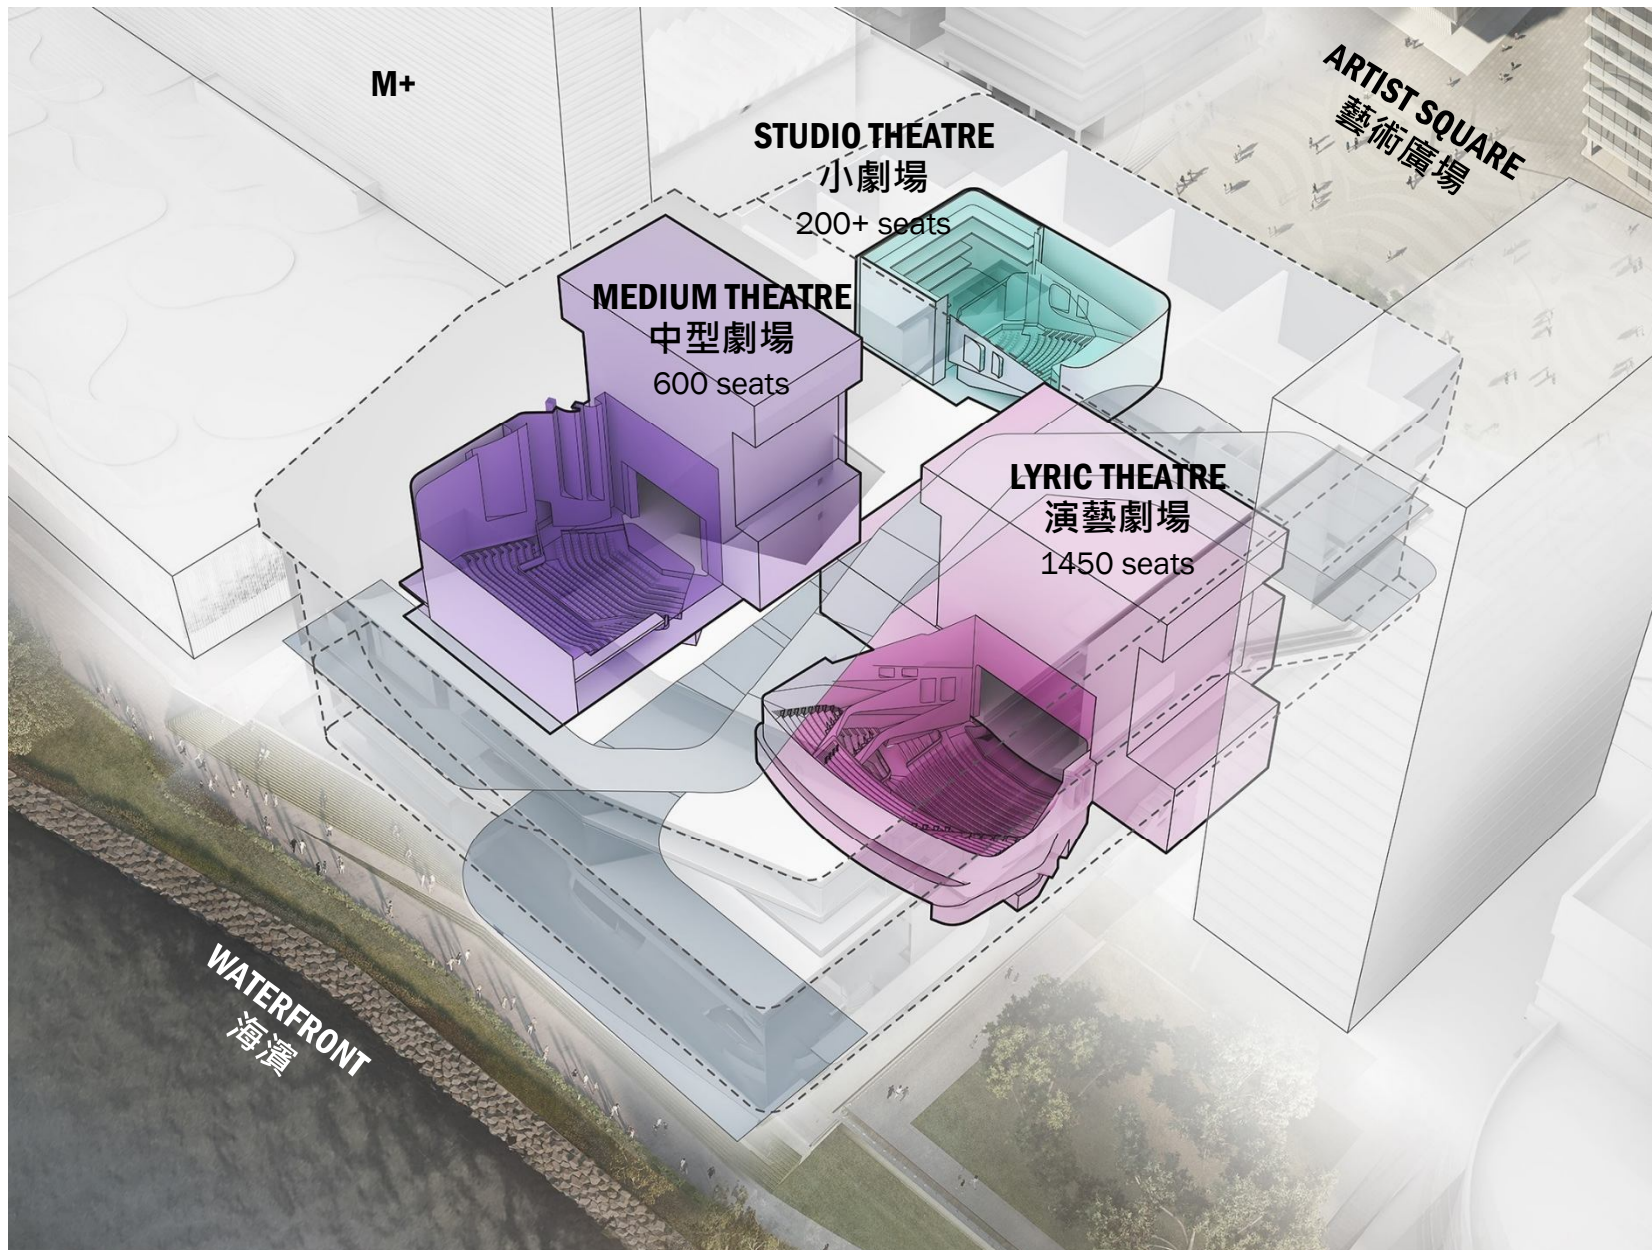 M+
STUDIO THEATRE
小劇場
200+ seats
ARTIST SQUARE
藝術廣場
MEDIUM THEATRE
中型劇場
600 seats
LYRIC THEATRE
演藝劇場
1450 seats
WATERFRONT
海濱